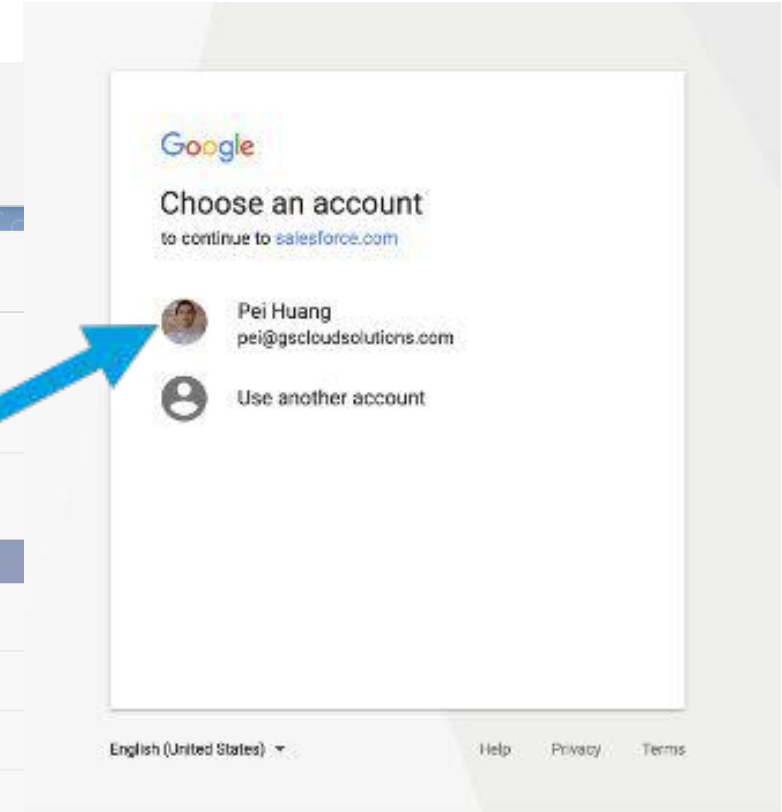 Google
Choose an account
to continue to salesforce.com
Pei Huang
pei@gscloudsolutions.com
Use another account
English (United States)
Help Privacy Terms